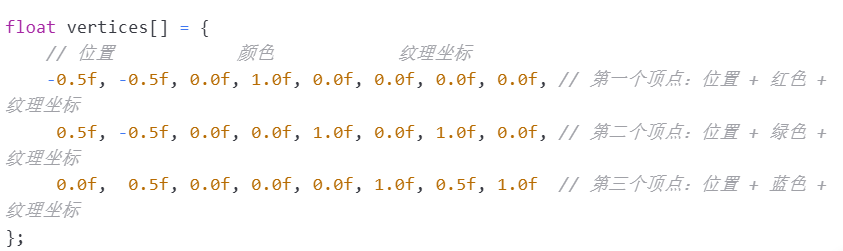 float vertices[] = {
    // 位置           颜色           纹理坐标
    -0.5f, -0.5f, 0.0f, 1.0f, 0.0f, 0.0f, 0.0f, 0.0f, // 第一个顶点：位置 + 红色 +
纹理坐标
     0.5f, -0.5f, 0.0f, 0.0f, 1.0f, 0.0f, 1.0f, 0.0f, // 第二个顶点：位置 + 绿色 +
纹理坐标
     0.0f,  0.5f, 0.0f, 0.0f, 0.0f, 1.0f, 0.5f, 1.0f  // 第三个顶点：位置 + 蓝色 +
纹理坐标
};